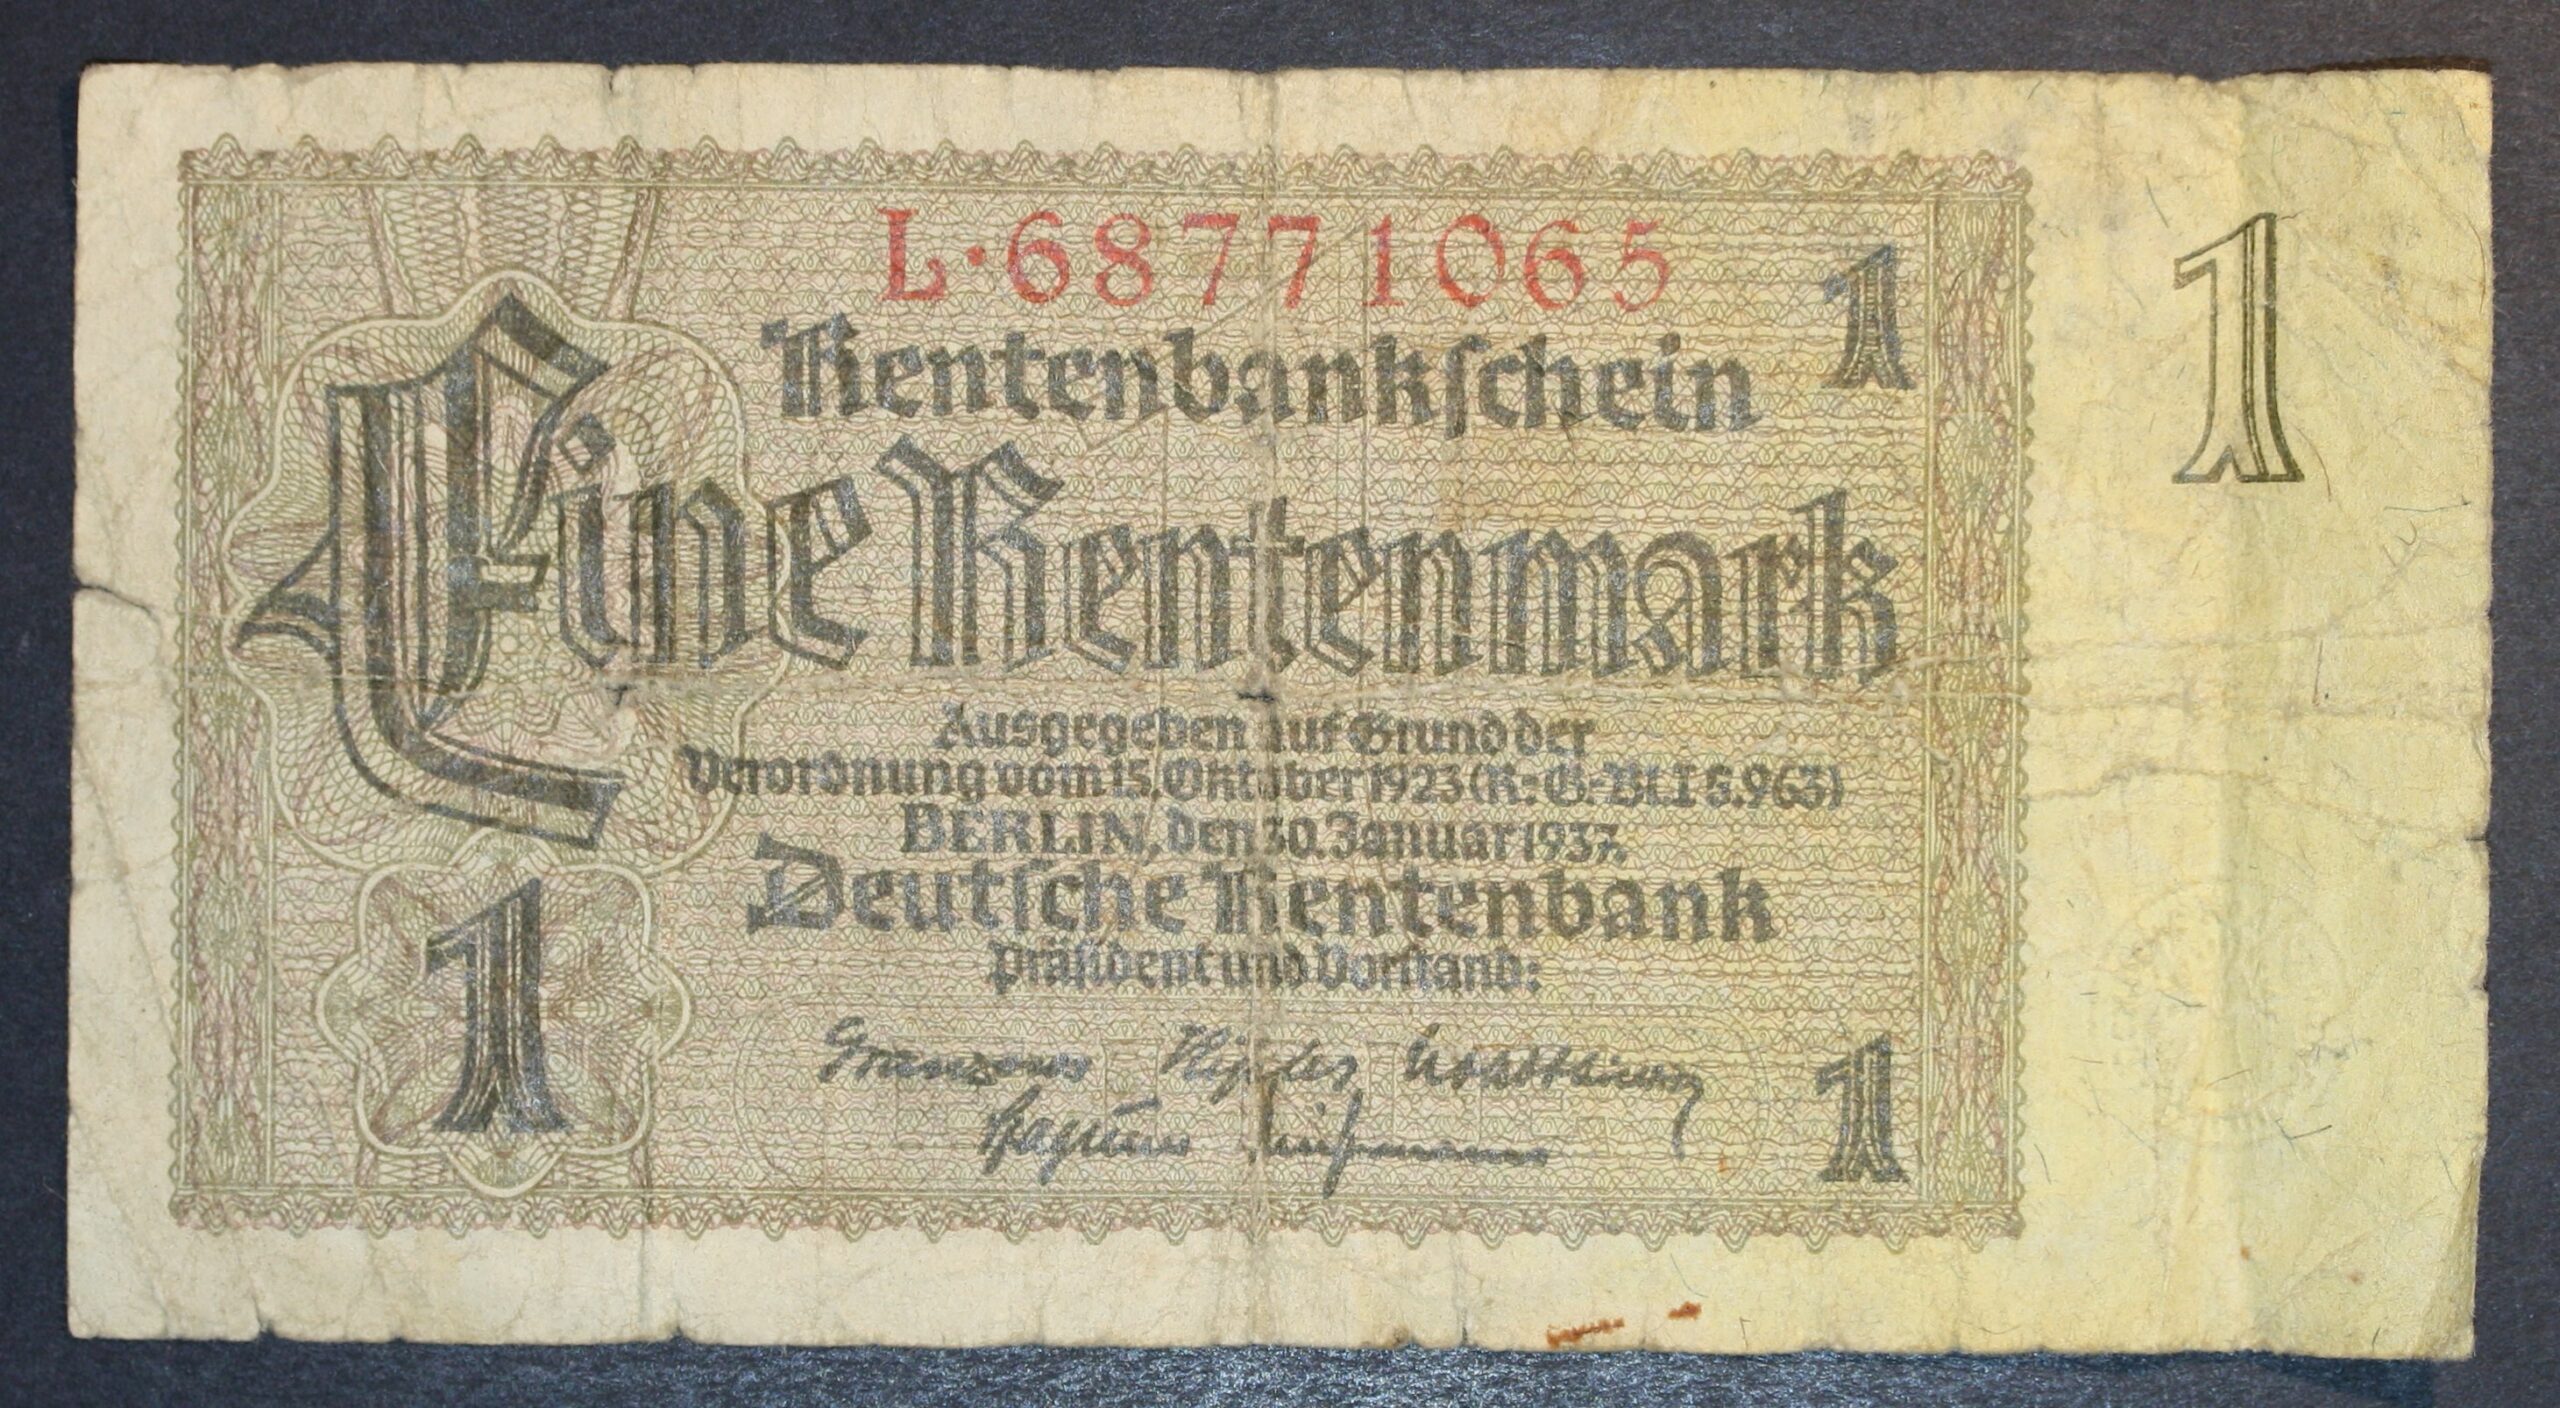 L·68771065
1
1
Rentenbankschein
Eine Rentenmark
Ausgegeben auf Grund der
Verordnung vom 15. Oktober 1923 (R.-G.-Bl. I S. 963)
BERLIN, den 30. Januar 1937.
Deutsche Rentenbank
Präsident und Vorstand:
1
1